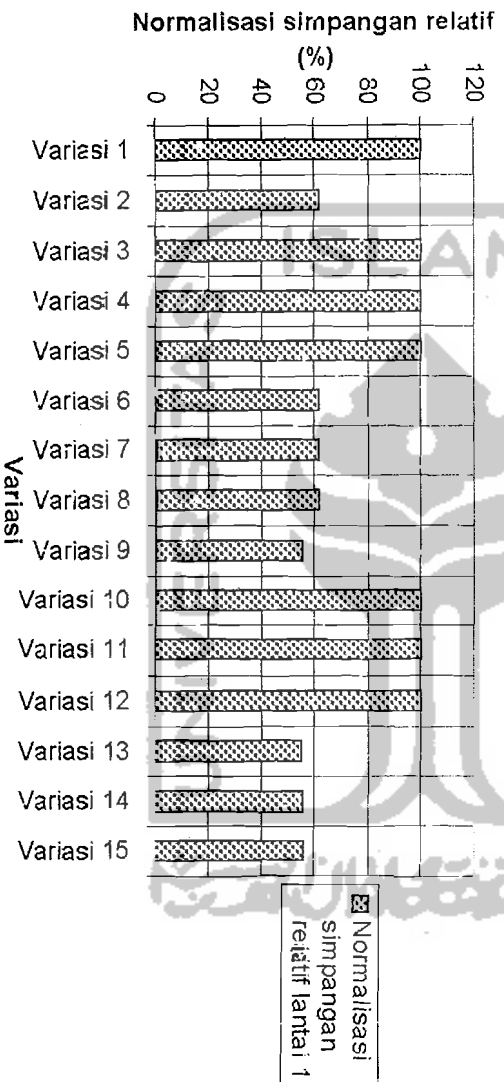 Normalisasi simpangan relatif
(%)
0
20
40
60
80
100
120
Variasi 1
Variasi 2
Variasi 3
Variasi 4
Variasi 5
Variasi 6
Variasi 7
Variasi 8
Variasi 9
Variasi 10
Variasi 11
Variasi 12
Variasi 13
Variasi 14
Variasi 15
Variasi
Normalisasi
simpangan
relatif lantai 1
ISLAM
UNIVERSITAS